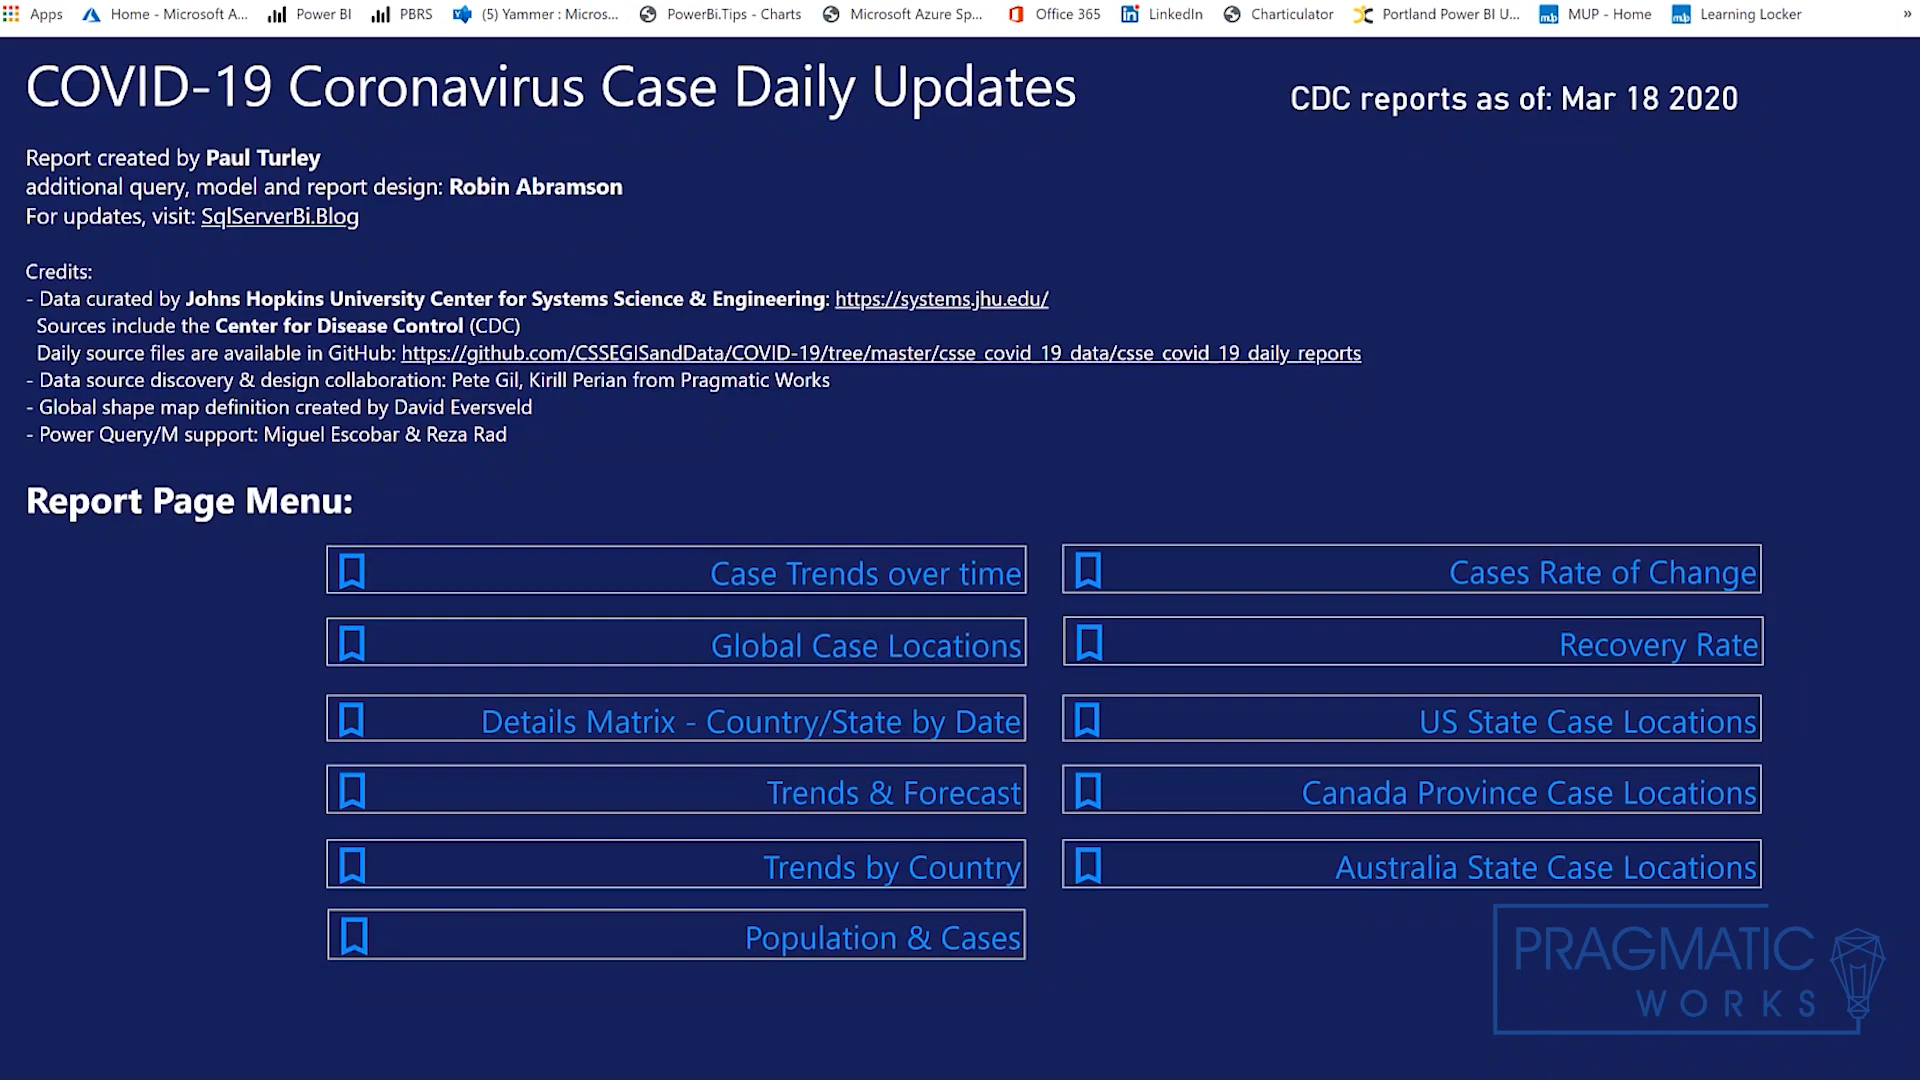 Apps Home - Microsoft A... Power BI PBRS (5) Yammer : Micros... PowerBi.Tips - Charts Microsoft Azure Sp... Office 365 LinkedIn Charticulator Portland Power BI U... MUP - Home Learning Locker »
COVID-19 Coronavirus Case Daily Updates
CDC reports as of: Mar 18 2020
Report created by Paul Turley
additional query, model and report design: Robin Abramson
For updates, visit: SqlServerBi.Blog
Credits:
- Data curated by Johns Hopkins University Center for Systems Science & Engineering: https://systems.jhu.edu/
Sources include the Center for Disease Control (CDC)
Daily source files are available in GitHub: https://github.com/CSSEGISandData/COVID-19/tree/master/csse_covid_19_data/csse_covid_19_daily_reports
- Data source discovery & design collaboration: Pete Gil, Kirill Perian from Pragmatic Works
- Global shape map definition created by David Eversveld
- Power Query/M support: Miguel Escobar & Reza Rad
Report Page Menu:
Case Trends over time
Cases Rate of Change
Global Case Locations
Recovery Rate
Details Matrix - Country/State by Date
US State Case Locations
Trends & Forecast
Canada Province Case Locations
Trends by Country
Australia State Case Locations
Population & Cases
PRAGMATIC
WORKS